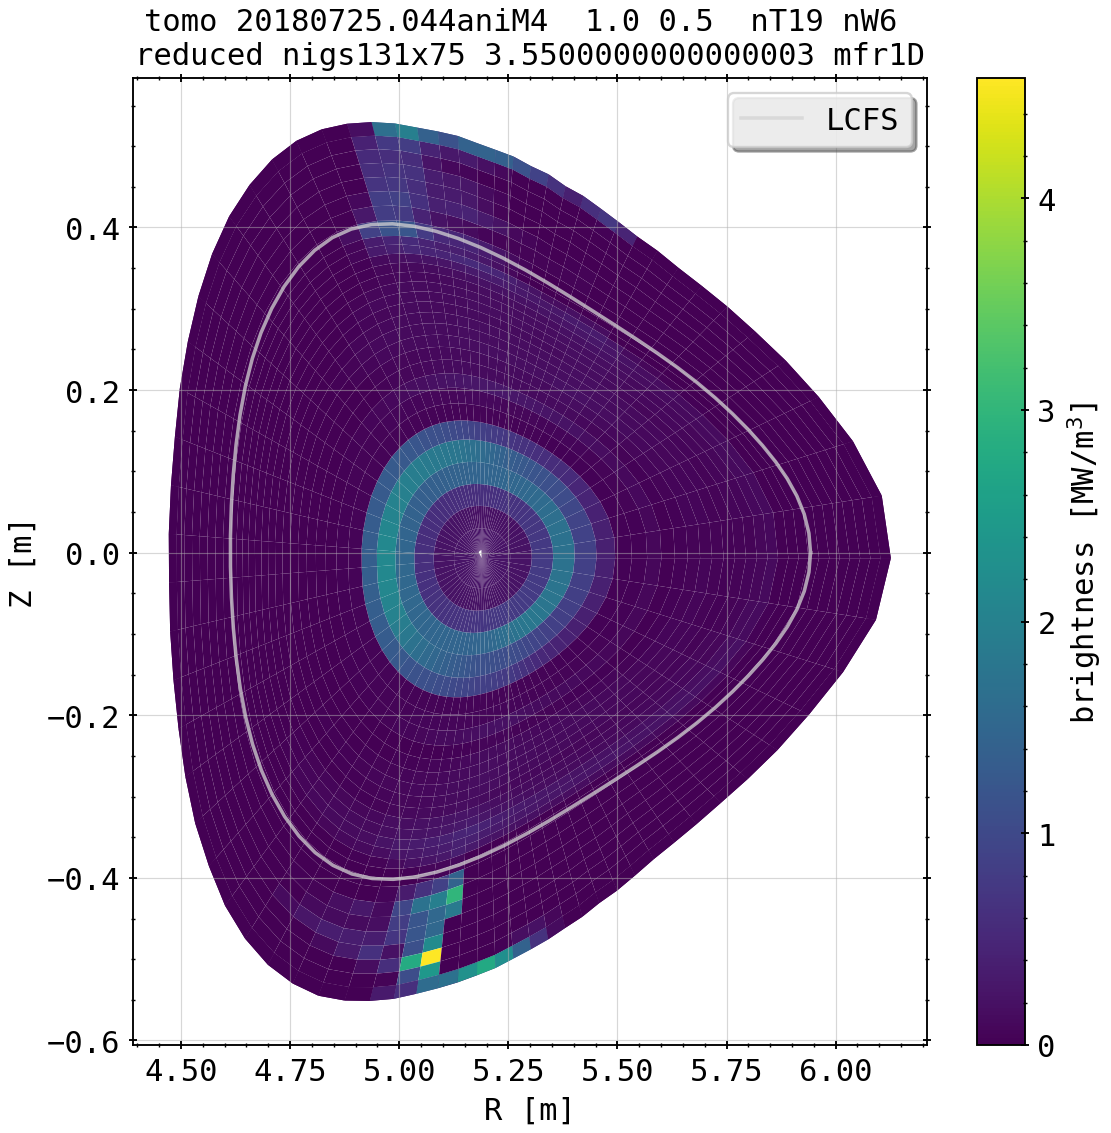 tomo 20180725.044aniM4  1.0 0.5  nT19 nW6
reduced nigs131x75 3.5500000000000003 mfr1D
LCFS
0.4
0.2
0.0
−0.2
−0.4
−0.6
Z [m]
4.50 4.75 5.00 5.25 5.50 5.75 6.00
R [m]
4
3
2
1
0
brightness [MW/m³]